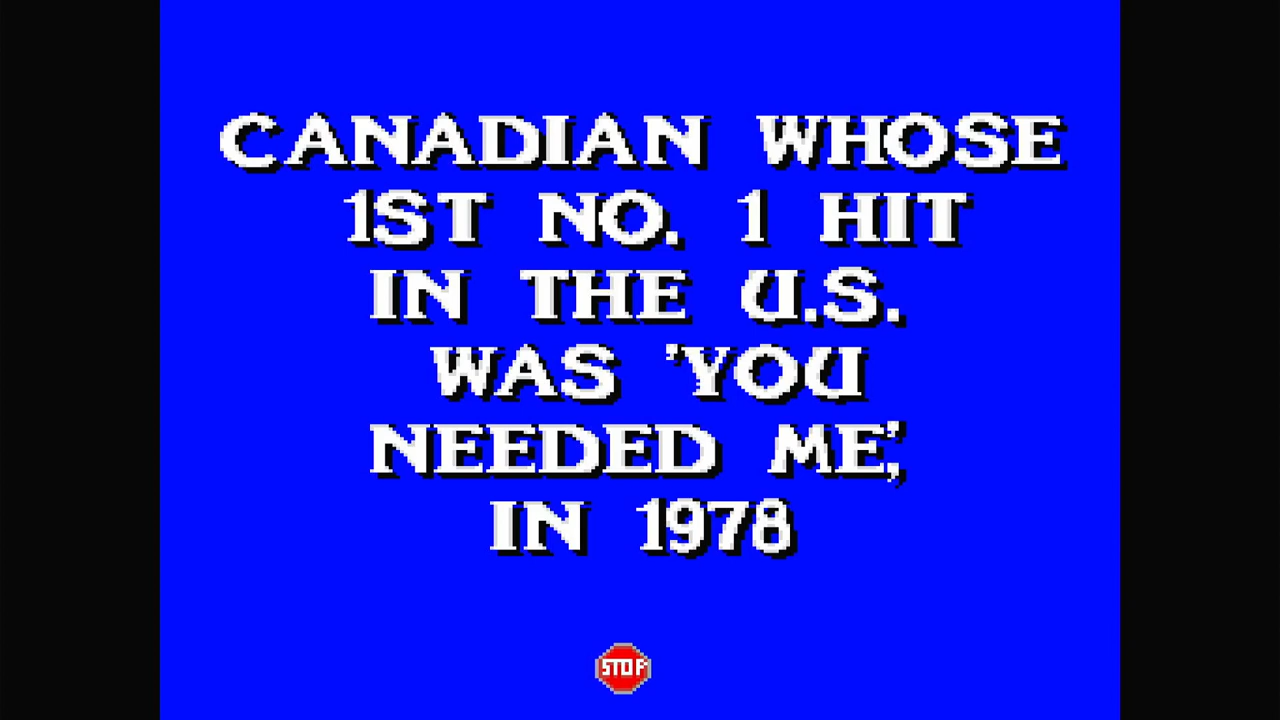 CANADIAN WHOSE
1ST NO. 1 HIT
IN THE U.S.
WAS 'YOU
NEEDED ME',
IN 1978
STOP